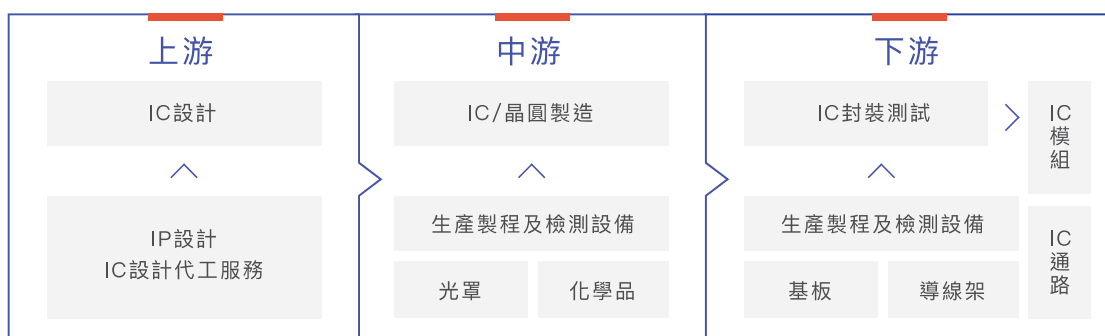 上游
IC設計
IP設計
IC設計代工服務
中游
IC/晶圓製造
生產製程及檢測設備
光罩
化學品
下游
IC封裝測試
生產製程及檢測設備
基板
導線架
IC
模
組
IC
通
路